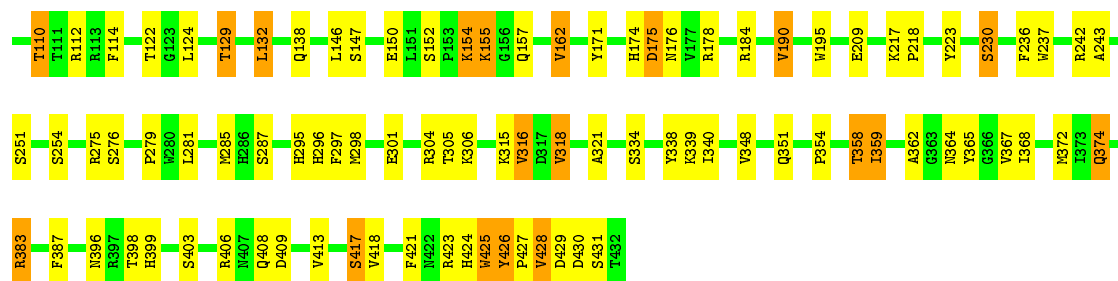 T110 T111 R112 R113 F114 T122 G123 L124 T129 L132 Q138 L146 S147 E150 L151 S152 P153 K154 K155 G156 Q157 V162 Y171 H174 D175 N176 V177 R178 R184 V190 W195 E209 K217 P218 Y223 S230 F236 W237 R242 A243
S251 S254 R275 S276 P279 W280 L281 M285 H286 S287 H295 H296 F297 M298 E301 R304 T305 K306 K315 V316 D317 V318 A321 S334 Y338 K339 I340 V348 Q351 P354 T358 I359 A362 G363 N364 Y365 G366 V367 I368 M372 I373 Q374
R383 F387 N396 R397 T398 H399 S403 R406 N407 Q408 D409 V413 S417 V418 F421 N422 R423 H424 W425 Y426 P427 V428 D429 D430 S431 T432